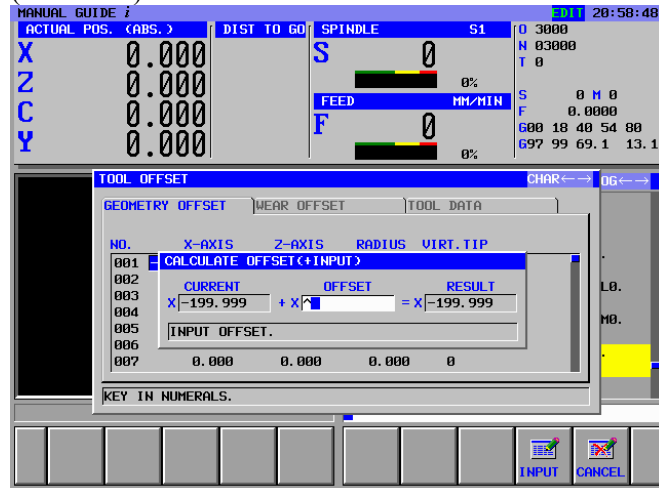 MANUAL GUIDE i EDIT 20:58:48
ACTUAL POS. (ABS.) DIST TO GO SPINDLE S1 O 3000
X 0.000 S 0 N 03000
T 0
Z 0.000 0% S 0 M 0
C 0.000 FEED MM/MIN F 0.0000
Y 0.000 F 0 G00 18 40 54 80
0% G97 99 69.1 13.1
TOOL OFFSET CHAR←→ OG←→
GEOMETRY OFFSET WEAR OFFSET TOOL DATA
NO. X-AXIS Z-AXIS RADIUS VIRT.TIP
001 CALCULATE OFFSET(+INPUT)
002 CURRENT OFFSET RESULT L0.
003 X -199.999 + X ^ = X -199.999
004
005 INPUT OFFSET. M0.
006
007 0.000 0.000 0.000 0
KEY IN NUMERALS.
INPUT CANCEL